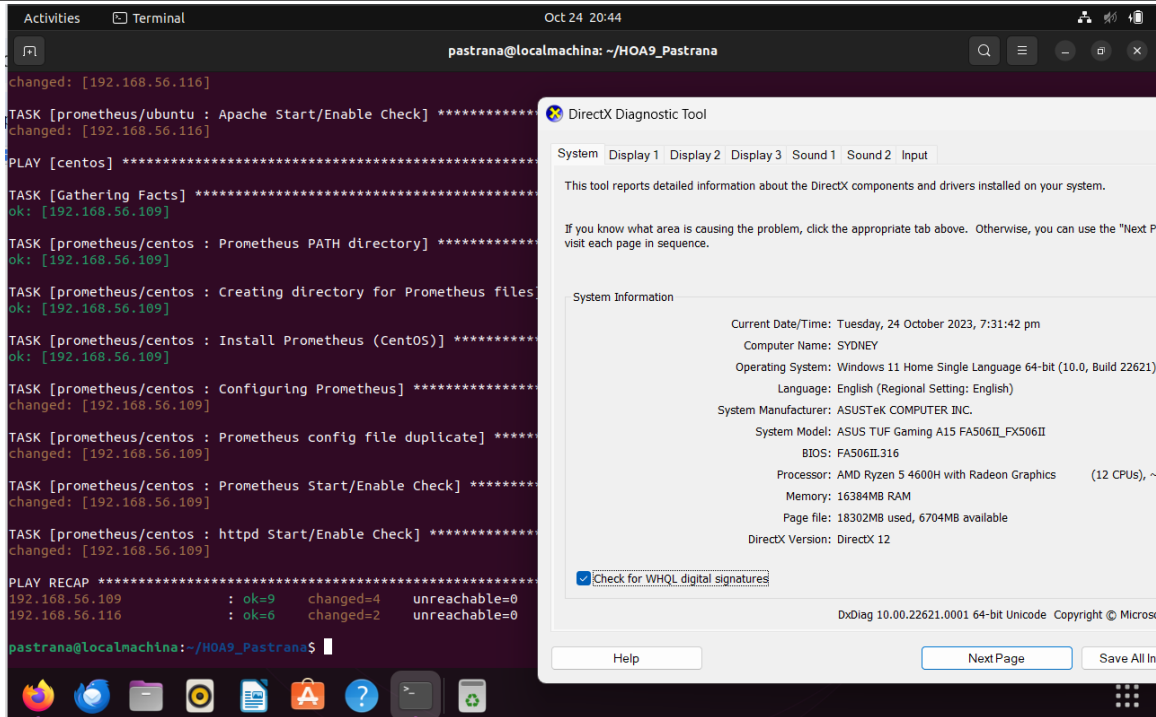 Activities Terminal Oct 24 20:44
pastrana@localmachina: ~/HOA9_Pastrana
changed: [192.168.56.116]
TASK [prometheus/ubuntu : Apache Start/Enable Check] *************
changed: [192.168.56.116]
PLAY [centos] ****************************************************
TASK [Gathering Facts] *******************************************
ok: [192.168.56.109]
TASK [prometheus/centos : Prometheus PATH directory] *************
ok: [192.168.56.109]
TASK [prometheus/centos : Creating directory for Prometheus files]
ok: [192.168.56.109]
TASK [prometheus/centos : Install Prometheus (CentOS)] ***********
ok: [192.168.56.109]
TASK [prometheus/centos : Configuring Prometheus] ****************
changed: [192.168.56.109]
TASK [prometheus/centos : Prometheus config file duplicate] ******
changed: [192.168.56.109]
TASK [prometheus/centos : Prometheus Start/Enable Check] *********
changed: [192.168.56.109]
TASK [prometheus/centos : httpd Start/Enable Check] **************
changed: [192.168.56.109]
PLAY RECAP *******************************************************
192.168.56.109 : ok=9 changed=4 unreachable=0
192.168.56.116 : ok=6 changed=2 unreachable=0
pastrana@localmachina:~/HOA9_Pastrana$
DirectX Diagnostic Tool
System Display 1 Display 2 Display 3 Sound 1 Sound 2 Input
This tool reports detailed information about the DirectX components and drivers installed on your system.
If you know what area is causing the problem, click the appropriate tab above. Otherwise, you can use the "Next P
visit each page in sequence.
System Information
Current Date/Time: Tuesday, 24 October 2023, 7:31:42 pm
Computer Name: SYDNEY
Operating System: Windows 11 Home Single Language 64-bit (10.0, Build 22621)
Language: English (Regional Setting: English)
System Manufacturer: ASUSTeK COMPUTER INC.
System Model: ASUS TUF Gaming A15 FA506II_FX506II
BIOS: FA506II.316
Processor: AMD Ryzen 5 4600H with Radeon Graphics (12 CPUs), ~
Memory: 16384MB RAM
Page file: 18302MB used, 6704MB available
DirectX Version: DirectX 12
Check for WHQL digital signatures
DxDiag 10.00.22621.0001 64-bit Unicode Copyright © Microso
Help Next Page Save All In